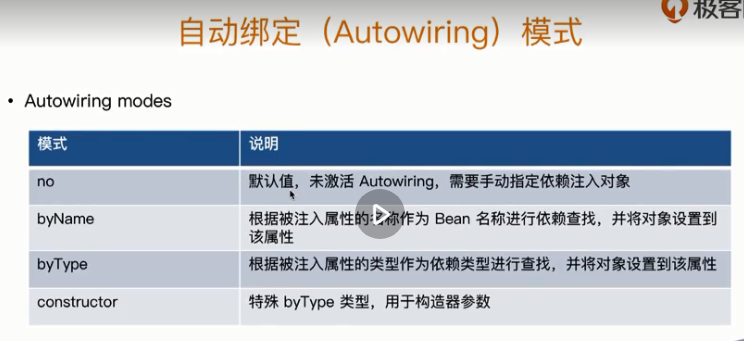 极客
自动绑定（Autowiring）模式
• Autowiring modes
模式 说明
no 默认值，未激活 Autowiring，需要手动指定依赖注入对象
byName 根据被注入属性的名称作为 Bean 名称进行依赖查找，并将对象设置到
该属性
byType 根据被注入属性的类型作为依赖类型进行查找，并将对象设置到该属性
constructor 特殊 byType 类型，用于构造器参数